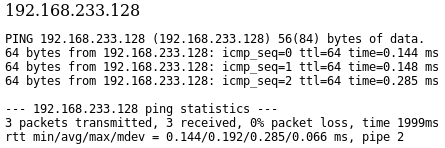 192.168.233.128
PING 192.168.233.128 (192.168.233.128) 56(84) bytes of data.
64 bytes from 192.168.233.128: icmp_seq=0 ttl=64 time=0.144 ms
64 bytes from 192.168.233.128: icmp_seq=1 ttl=64 time=0.148 ms
64 bytes from 192.168.233.128: icmp_seq=2 ttl=64 time=0.285 ms
--- 192.168.233.128 ping statistics ---
3 packets transmitted, 3 received, 0% packet loss, time 1999ms
rtt min/avg/max/mdev = 0.144/0.192/0.285/0.066 ms, pipe 2